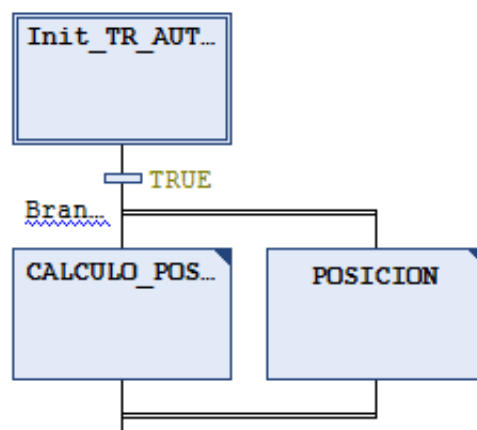 Init_TR_AUT...
TRUE
Bran...
CALCULO_POS...
POSICION